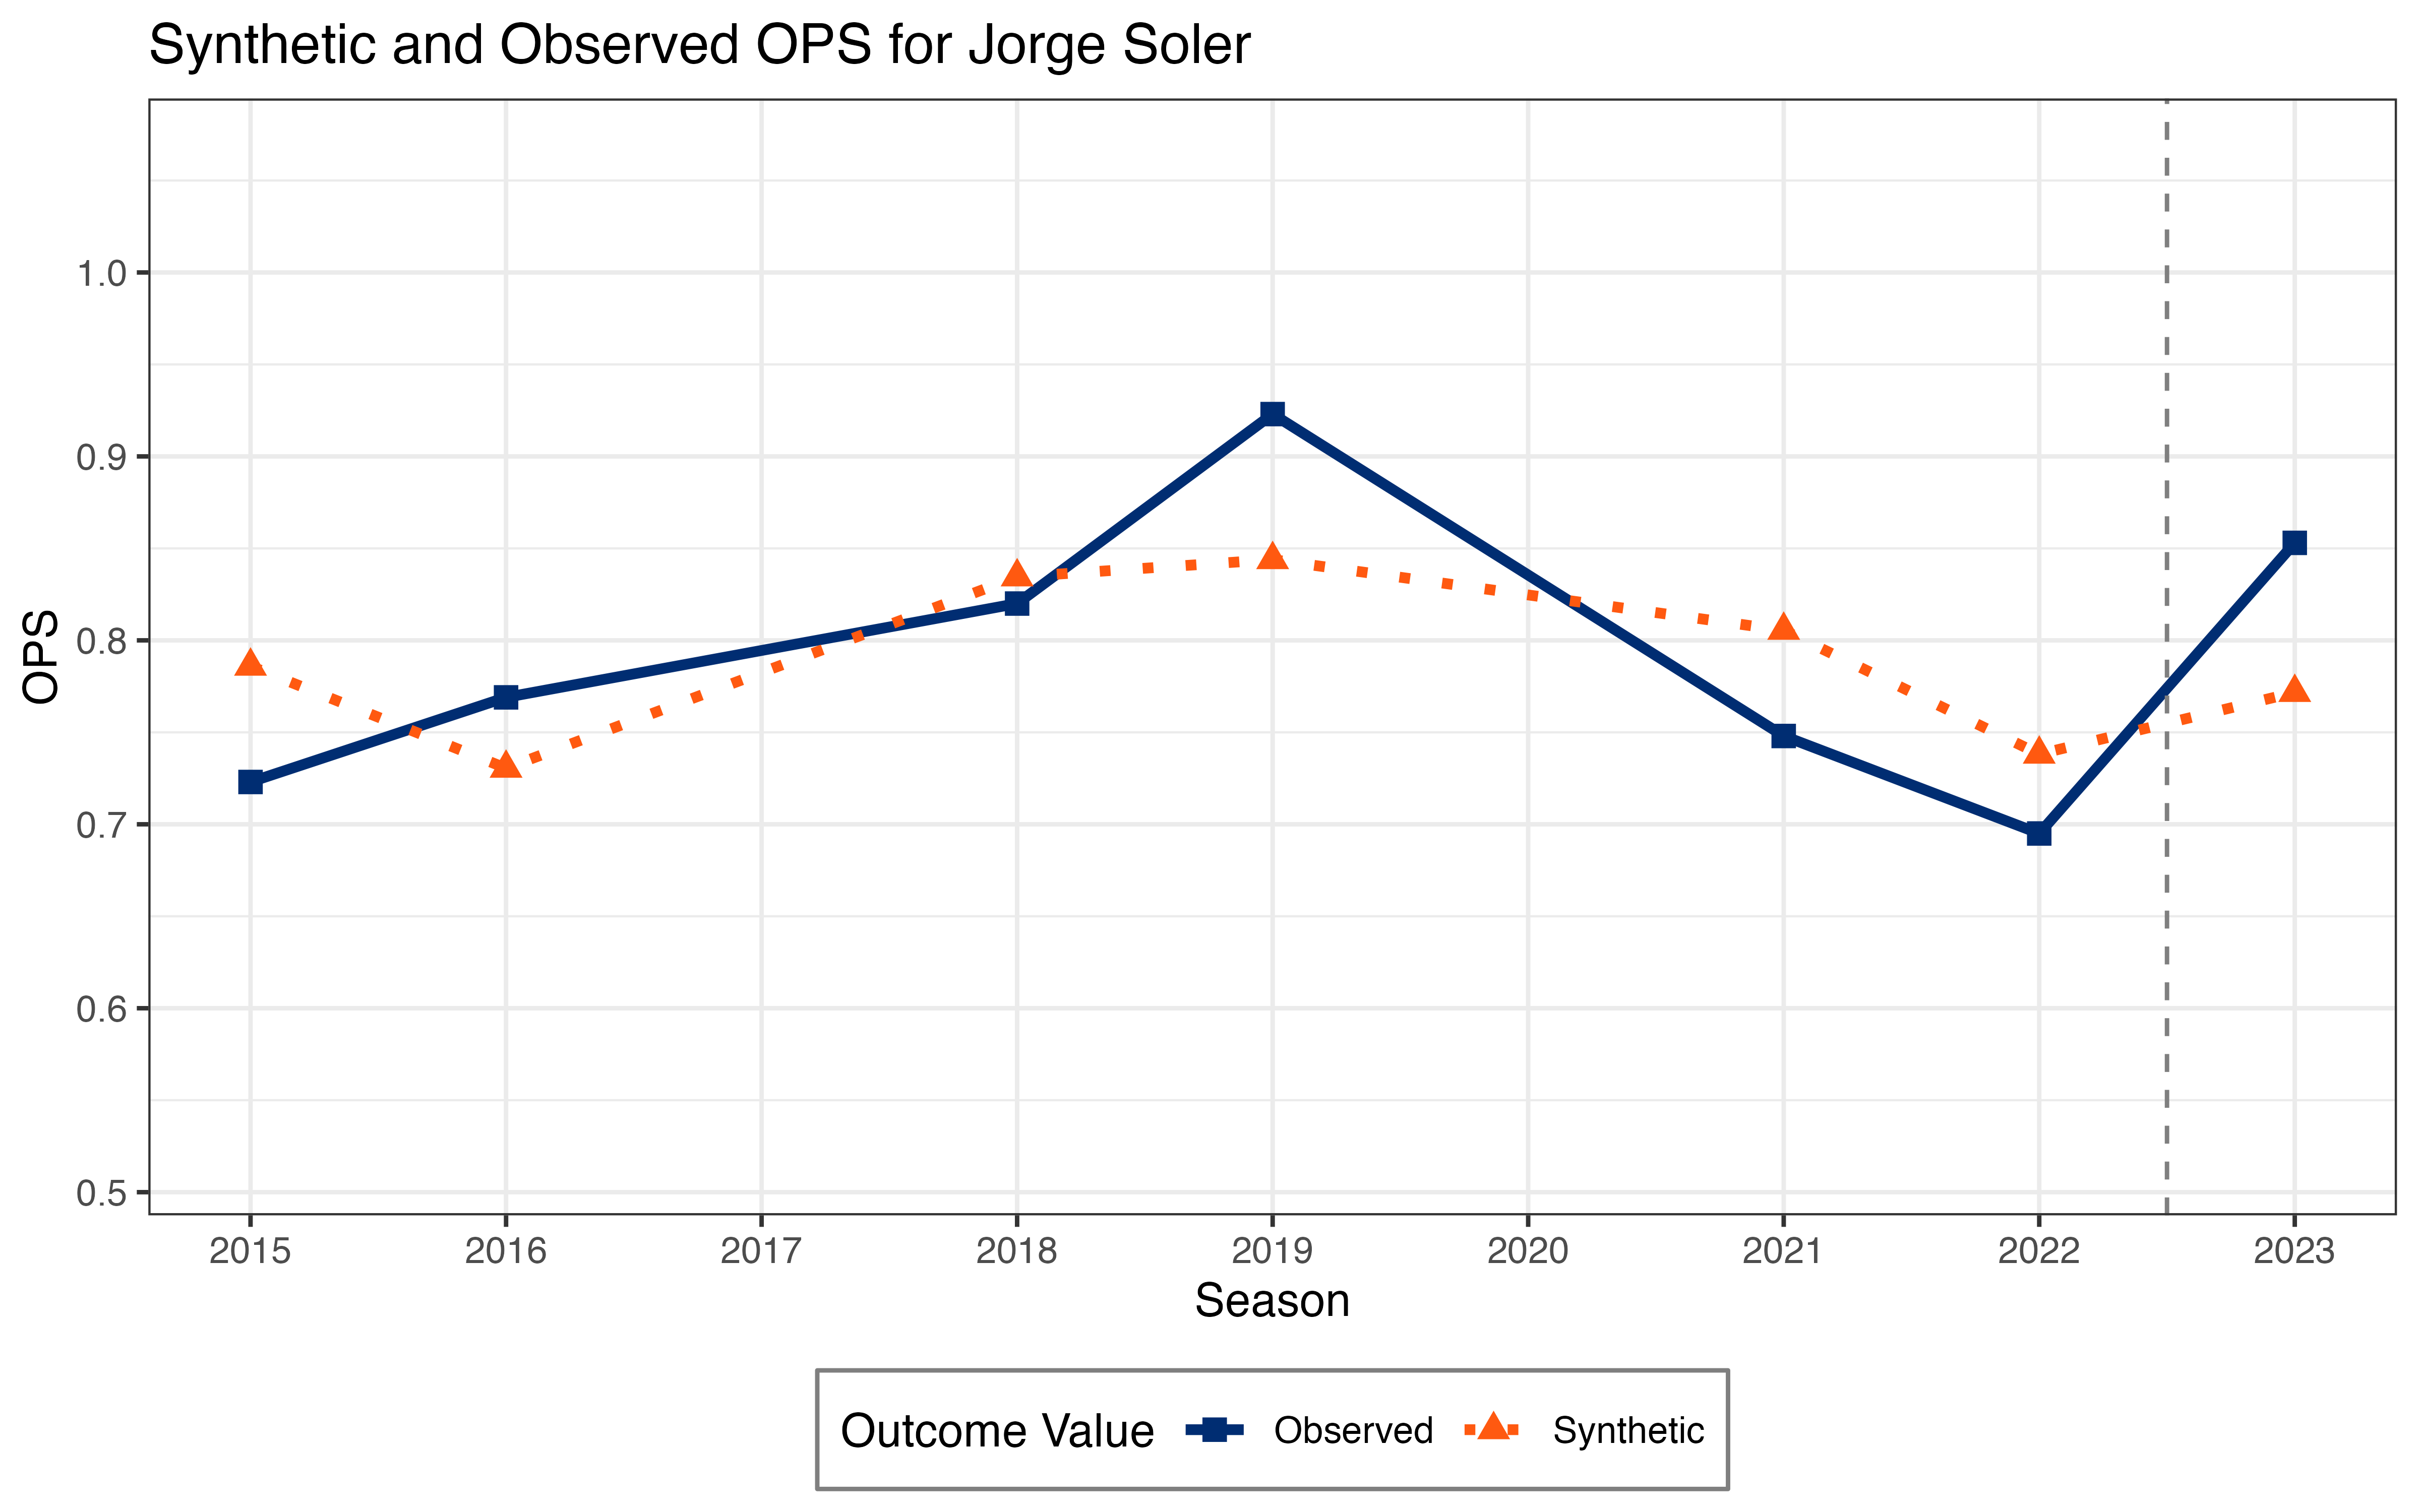 Synthetic and Observed OPS for Jorge Soler
OPS
1.0
0.9
0.8
0.7
0.6
0.5
2015 2016 2017 2018 2019 2020 2021 2022 2023
Season
Outcome Value Observed Synthetic